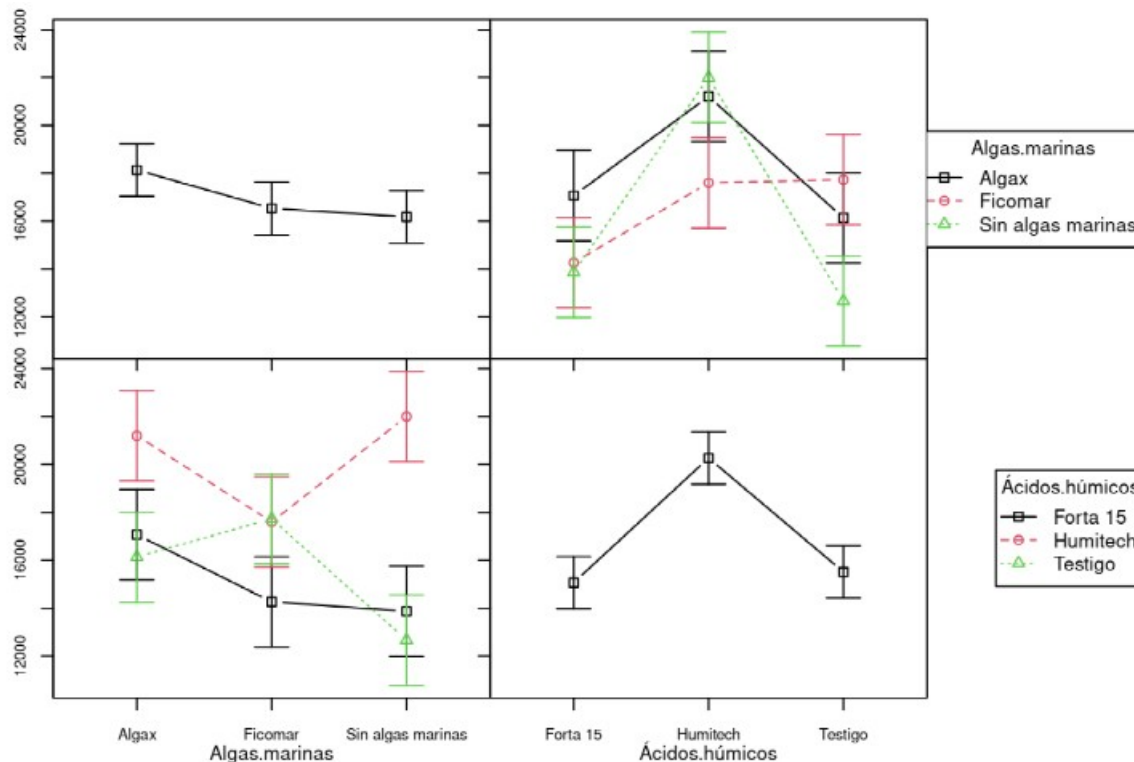 24000
20000
16000
12000
24000
20000
16000
12000
Algas.marinas
Algax
Ficomar
Sin algas marinas
Ácidos.húmicos
Forta 15
Humitech
Testigo
Algax Ficomar Sin algas marinas
Algas.marinas
Forta 15 Humitech Testigo
Ácidos.húmicos